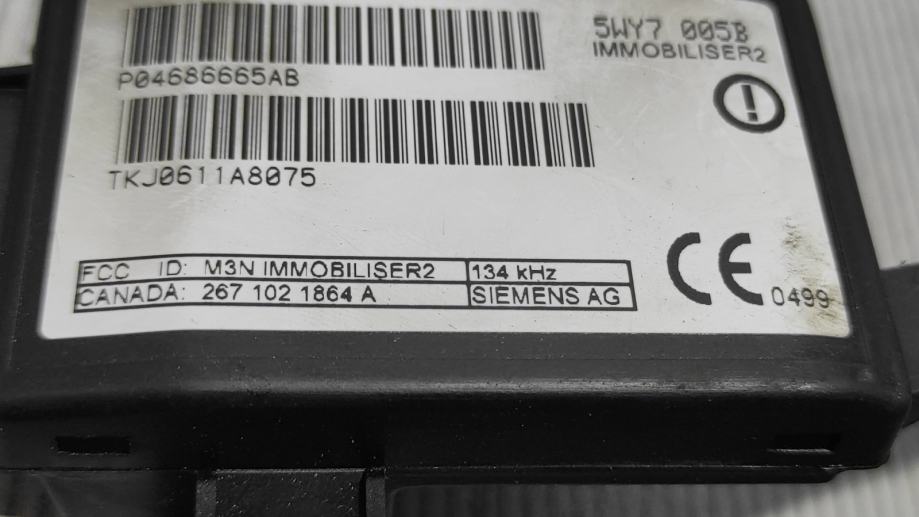 5WY7 005B
IMMOBILISER2
P04686665AB
TKJ0611A8075
FCC ID: M3N IMMOBILISER2 134 kHz
CANADA: 267 102 1864 A SIEMENS AG
CE 0499